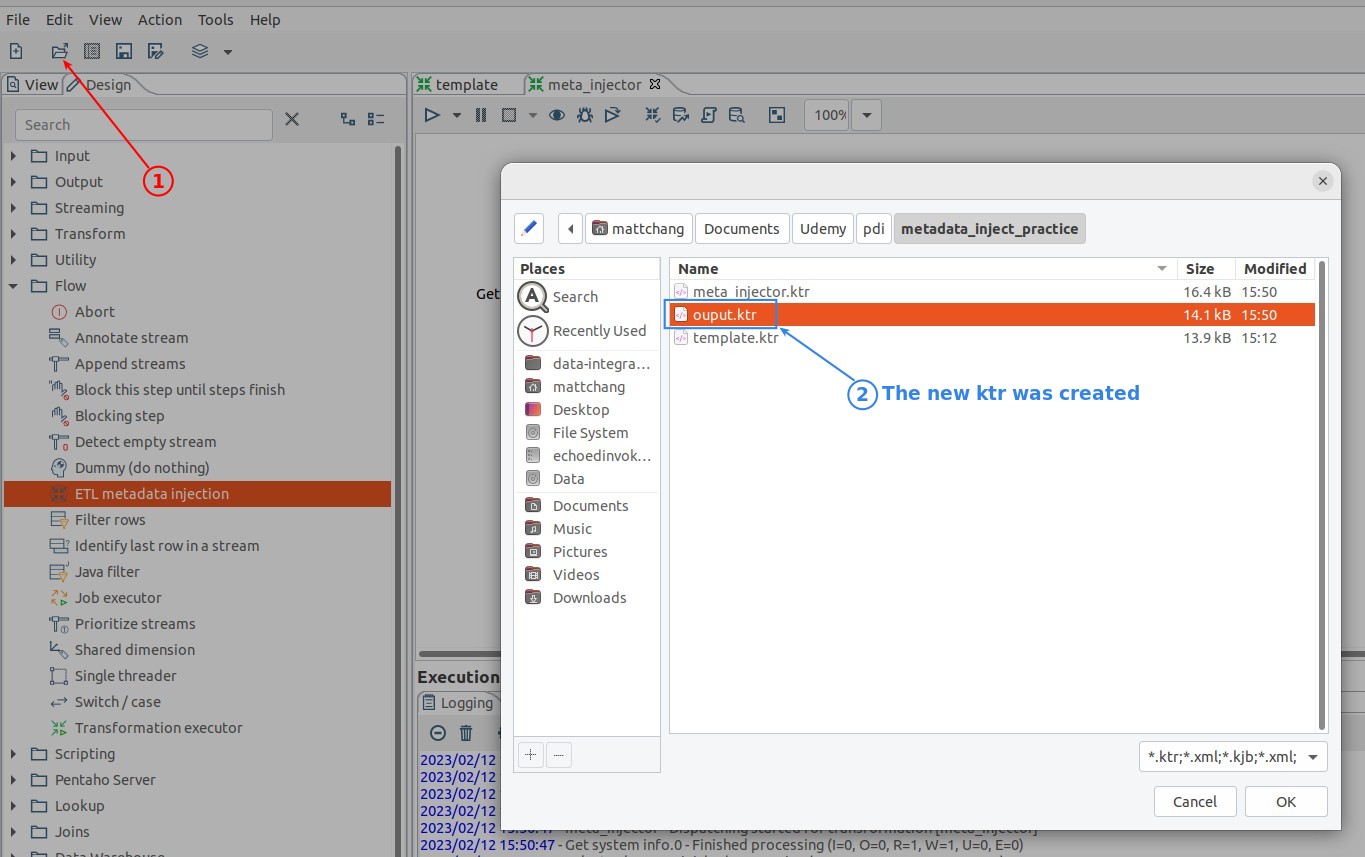 File Edit View Action Tools Help
View Design
template meta_injector
Search
100%
Input
Output
1
Streaming
Transform
Utility
Flow
Abort
Annotate stream
Append streams
Block this step until steps finish
Blocking step
Detect empty stream
Dummy (do nothing)
ETL metadata injection
Filter rows
Identify last row in a stream
Java filter
Job executor
Prioritize streams
Shared dimension
Single threader
Switch / case
Transformation executor
Scripting
Pentaho Server
Lookup
Joins
Data Warehouse
Get
mattchang Documents Udemy pdi metadata_inject_practice
Places
Search
Recently Used
data-integra...
mattchang
Desktop
File System
echoedinvok...
Data
Documents
Music
Pictures
Videos
Downloads
Name Size Modified
meta_injector.ktr 16.4 kB 15:50
ouput.ktr 14.1 kB 15:50
template.ktr 13.9 kB 15:12
2 The new ktr was created
*.ktr;*.xml;*.kjb;*.xml;
Cancel OK
Execution
Logging
2023/02/12
2023/02/12
2023/02/12
2023/02/12
2023/02/12 15:50:47 - meta_injector - Dispatching started for transformation [meta_injector]
2023/02/12 15:50:47 - Get system info.0 - Finished processing (I=0, O=0, R=1, W=1, U=0, E=0)